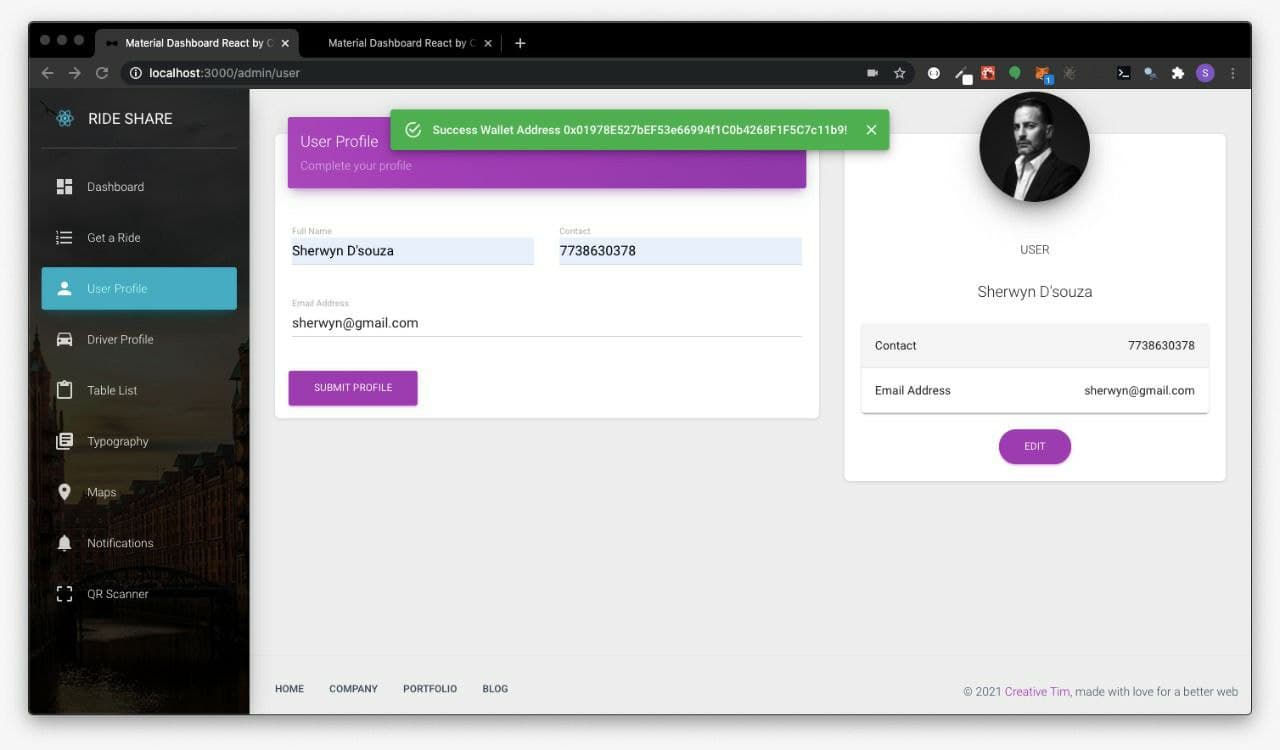 Material Dashboard React by C
Material Dashboard React by C
localhost:3000/admin/user
1
S
RIDE SHARE
Dashboard
Get a Ride
User Profile
Driver Profile
Table List
Typography
Maps
Notifications
QR Scanner
Success Wallet Address 0x01978E527bEF53e66994f1C0b4268F1F5C7c11b9!
User Profile
Complete your profile
Full Name
Contact
Sherwyn D'souza
7738630378
Email Address
sherwyn@gmail.com
SUBMIT PROFILE
USER
Sherwyn D'souza
Contact 7738630378
Email Address sherwyn@gmail.com
EDIT
HOME COMPANY PORTFOLIO BLOG
© 2021 Creative Tim, made with love for a better web